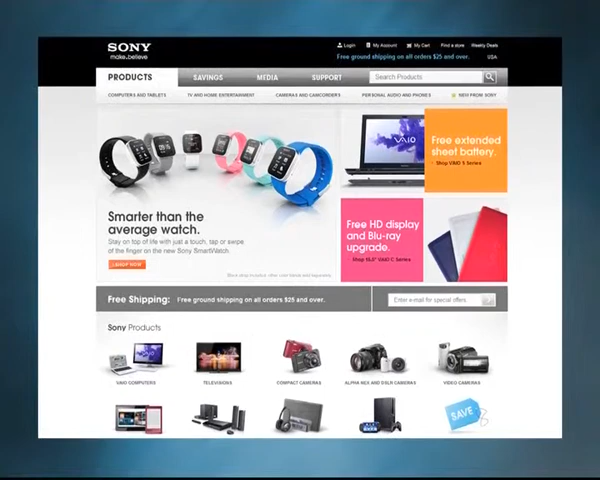 SONY
make.believe
Login
My Account
My Cart
Find a store
Weekly Deals
Free ground shipping on all orders $25 and over.
USA
PRODUCTS
SAVINGS
MEDIA
SUPPORT
Search Products
COMPUTERS AND TABLETS
TV AND HOME ENTERTAINMENT
CAMERAS AND CAMCORDERS
PERSONAL AUDIO AND PHONES
NEW FROM SONY
VAIO
Free extended
sheet battery.
Shop VAIO S Series
Smarter than the
average watch.
Stay on top of life with just a touch, tap or swipe
of the finger on the new Sony SmartWatch.
SHOP NOW
Free HD display
and Blu-ray
upgrade.
Free Shipping:
Free ground shipping on all orders $25 and over.
Enter e-mail for special offers
Sony Products
VAIO
VAIO COMPUTERS
TELEVISIONS
COMPACT CAMERAS
ALPHA NEX AND DSLR CAMERAS
VIDEO CAMERAS
SAVE